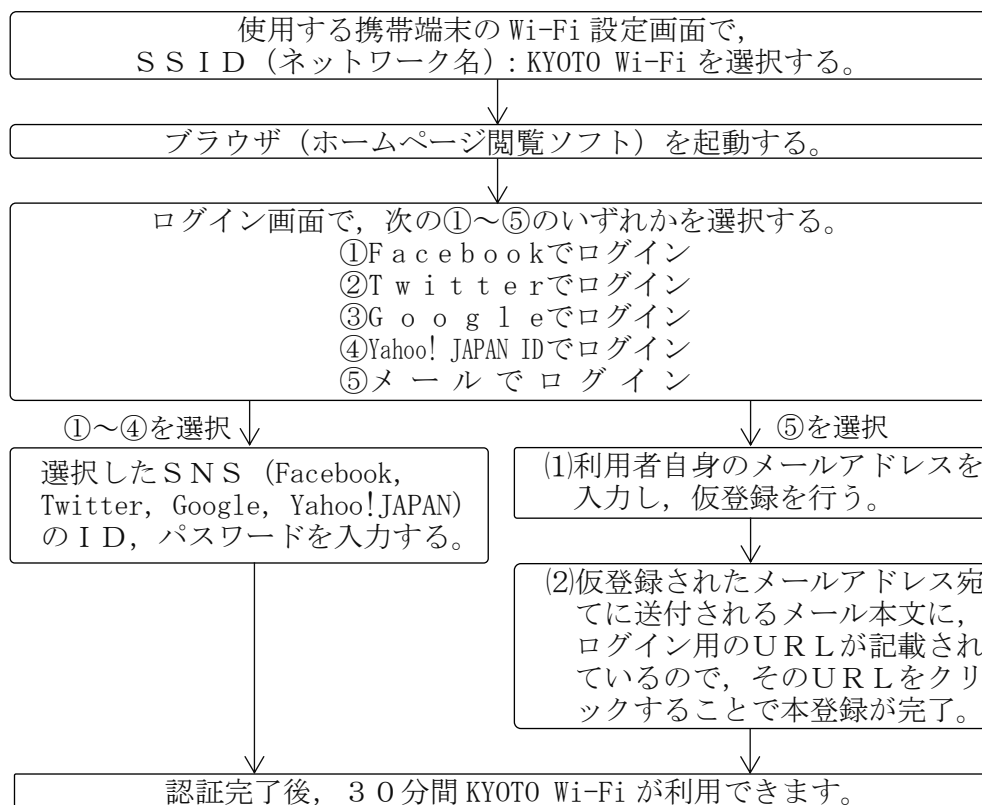 使用する携帯端末の Wi-Fi 設定画面で，
ＳＳＩＤ（ネットワーク名）：KYOTO Wi-Fi を選択する。
ブラウザ（ホームページ閲覧ソフト）を起動する。
ログイン画面で，次の①～⑤のいずれかを選択する。
①Facebookでログイン
②Twitterでログイン
③Googleでログイン
④Yahoo! JAPAN IDでログイン
⑤メールでログイン
①～④を選択
選択したＳＮＳ（Facebook,
Twitter, Google, Yahoo!JAPAN）
のＩＤ，パスワードを入力する。
⑤を選択
⑴利用者自身のメールアドレスを
入力し，仮登録を行う。
⑵仮登録されたメールアドレス宛
てに送付されるメール本文に，
ログイン用のＵＲＬが記載され
ているので，そのＵＲＬをクリ
ックすることで本登録が完了。
認証完了後，３０分間 KYOTO Wi-Fi が利用できます。